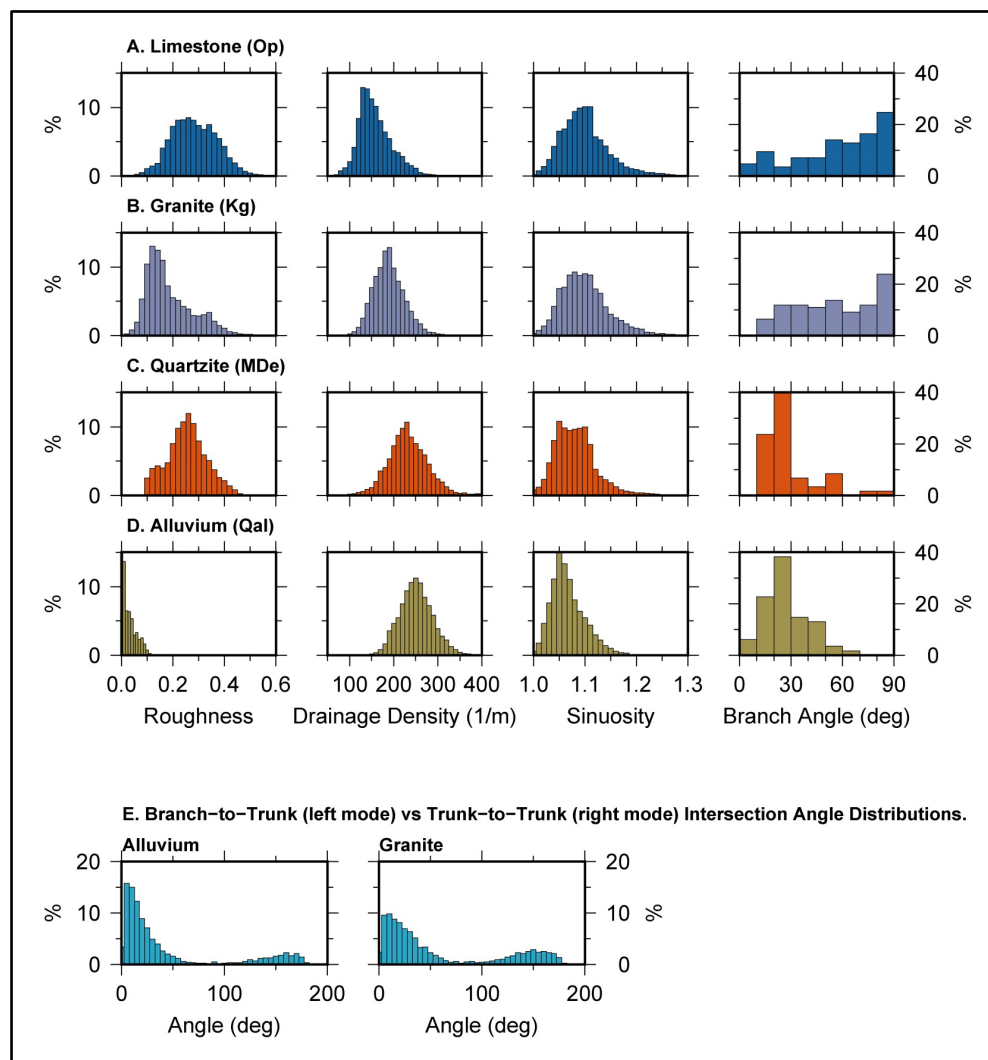 A. Limestone (Op)
%
10
0
40
20
0
%
B. Granite (Kg)
%
10
0
40
20
0
%
C. Quartzite (MDe)
%
10
0
40
20
0
%
D. Alluvium (Qal)
%
10
0
40
20
0
%
0.0 0.2 0.4 0.6
100 200 300 400
1.0 1.1 1.2 1.3
0 30 60 90
Roughness
Drainage Density (1/m)
Sinuosity
Branch Angle (deg)
E. Branch−to−Trunk (left mode) vs Trunk−to−Trunk (right mode) Intersection Angle Distributions.
Alluvium
Granite
%
20
10
0
20
10
0
%
0 200
0 100 200
Angle (deg)
Angle (deg)